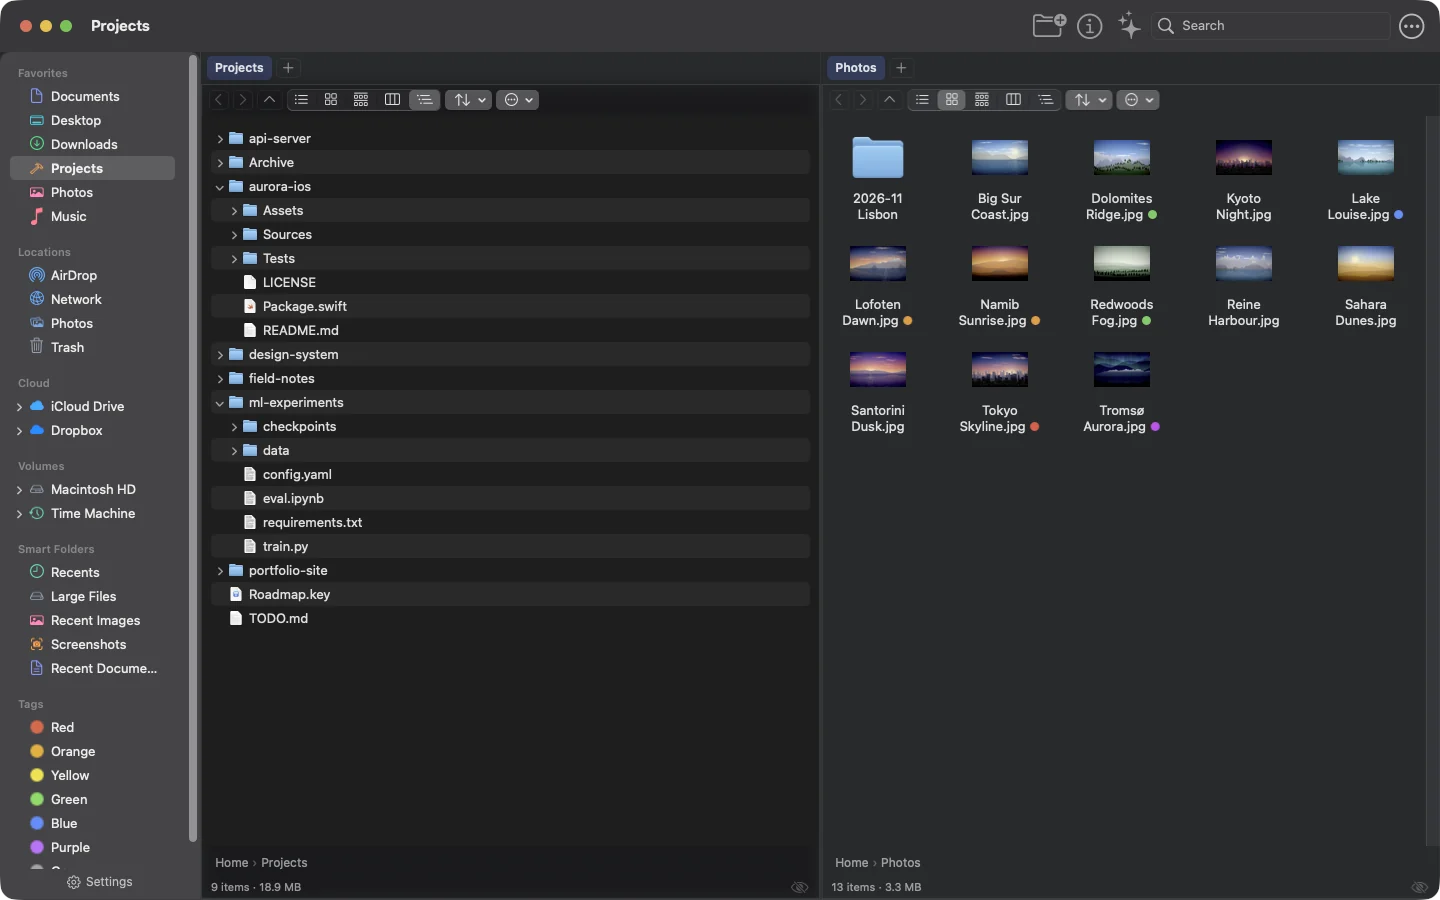 Projects
Search
Favorites
Documents
Desktop
Downloads
Projects
Photos
Music
Locations
AirDrop
Network
Photos
Trash
Cloud
iCloud Drive
Dropbox
Volumes
Macintosh HD
Time Machine
Smart Folders
Recents
Large Files
Recent Images
Screenshots
Recent Docume...
Tags
Red
Orange
Yellow
Green
Blue
Purple
Settings
Projects
api-server
Archive
aurora-ios
Assets
Sources
Tests
LICENSE
Package.swift
README.md
design-system
field-notes
ml-experiments
checkpoints
data
config.yaml
eval.ipynb
requirements.txt
train.py
portfolio-site
Roadmap.key
TODO.md
Home › Projects
9 items · 18.9 MB
Photos
2026-11
Lisbon
Big Sur
Coast.jpg
Dolomites
Ridge.jpg
Kyoto
Night.jpg
Lake
Louise.jpg
Lofoten
Dawn.jpg
Namib
Sunrise.jpg
Redwoods
Fog.jpg
Reine
Harbour.jpg
Sahara
Dunes.jpg
Santorini
Dusk.jpg
Tokyo
Skyline.jpg
Tromsø
Aurora.jpg
Home › Photos
13 items · 3.3 MB